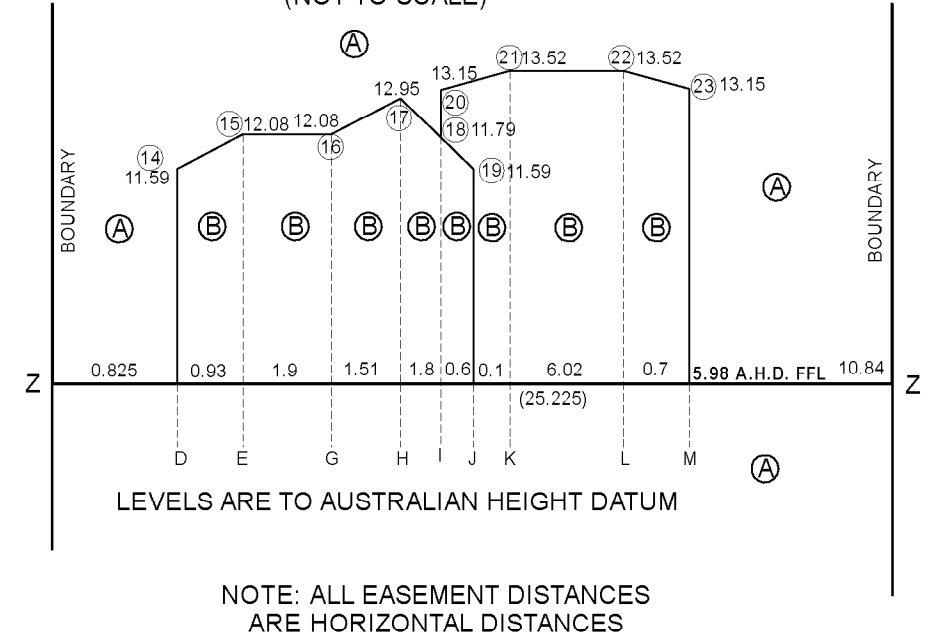 (NOT TO SCALE)
A
21 13.52 22 13.52
13.15 23 13.15
12.95 20
15 12.08 12.08 17 18 11.79
16
14
11.59 19 11.59
BOUNDARY
BOUNDARY
A
A B B B B B B B B
0.825 0.93 1.9 1.51 1.8 0.6 0.1 6.02 0.7 5.98 A.H.D. FFL 10.84
Z Z
(25.225)
D E G H I J K L M
A
LEVELS ARE TO AUSTRALIAN HEIGHT DATUM
NOTE: ALL EASEMENT DISTANCES
ARE HORIZONTAL DISTANCES